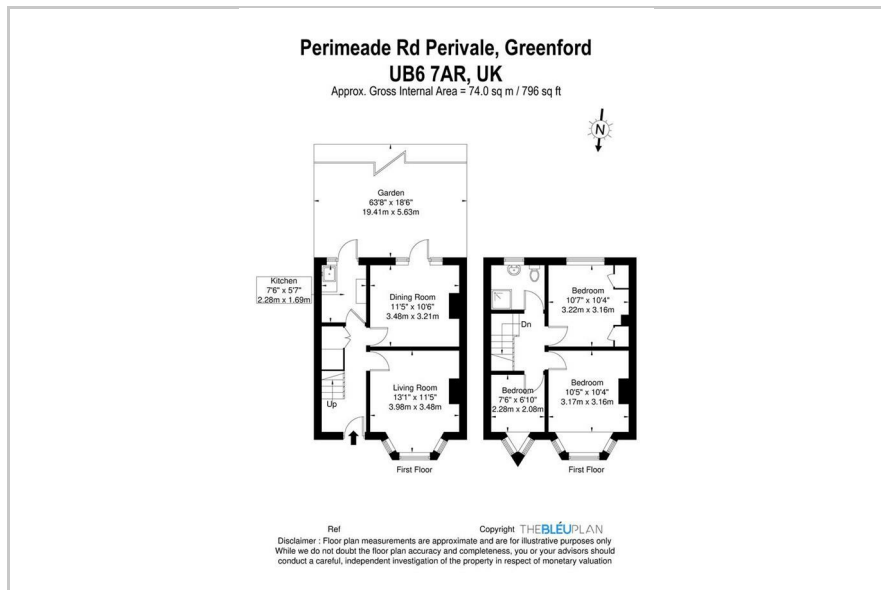 Perimeade Rd Perivale, Greenford
UB6 7AR, UK
Approx. Gross Internal Area = 74.0 sq m / 796 sq ft
N
Garden
63'8" x 18'6"
19.41m x 5.63m
Kitchen
7'6" x 5'7"
2.28m x 1.69m
Dining Room
11'5" x 10'6"
3.48m x 3.21m
Living Room
13'1" x 11'5"
3.98m x 3.48m
Up
First Floor
Bedroom
10'7" x 10'4"
3.22m x 3.16m
Dn
Bedroom
7'6" x 6'10"
2.28m x 2.08m
Bedroom
10'5" x 10'4"
3.17m x 3.16m
First Floor
Ref
Copyright THEBLÉUPLAN
Disclaimer : Floor plan measurements are approximate and are for illustrative purposes only
While we do not doubt the floor plan accuracy and completeness, you or your advisors should
conduct a careful, independent investigation of the property in respect of monetary valuation